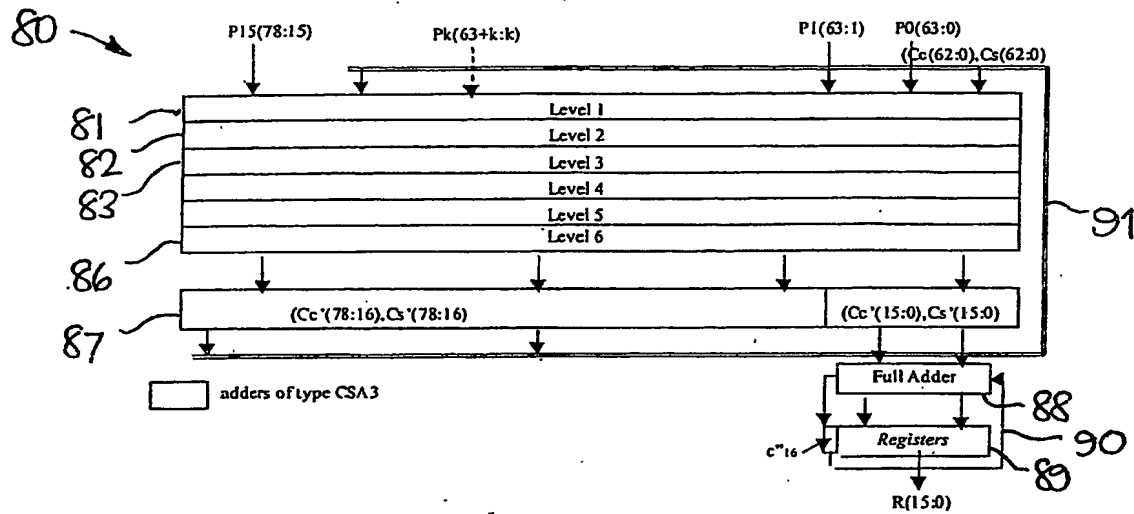 80
P15(78:15)
Pk(63+k:k)
P1(63:1)
P0(63:0)
(Cc(62:0),Cs(62:0)
81
Level 1
82
Level 2
83
Level 3
Level 4
91
Level 5
86
Level 6
87
(Cc'(78:16),Cs'(78:16)
(Cc'(15:0),Cs'(15:0)
adders of type CSA3
Full Adder
88
90
c"16
Registers
89
R(15:0)